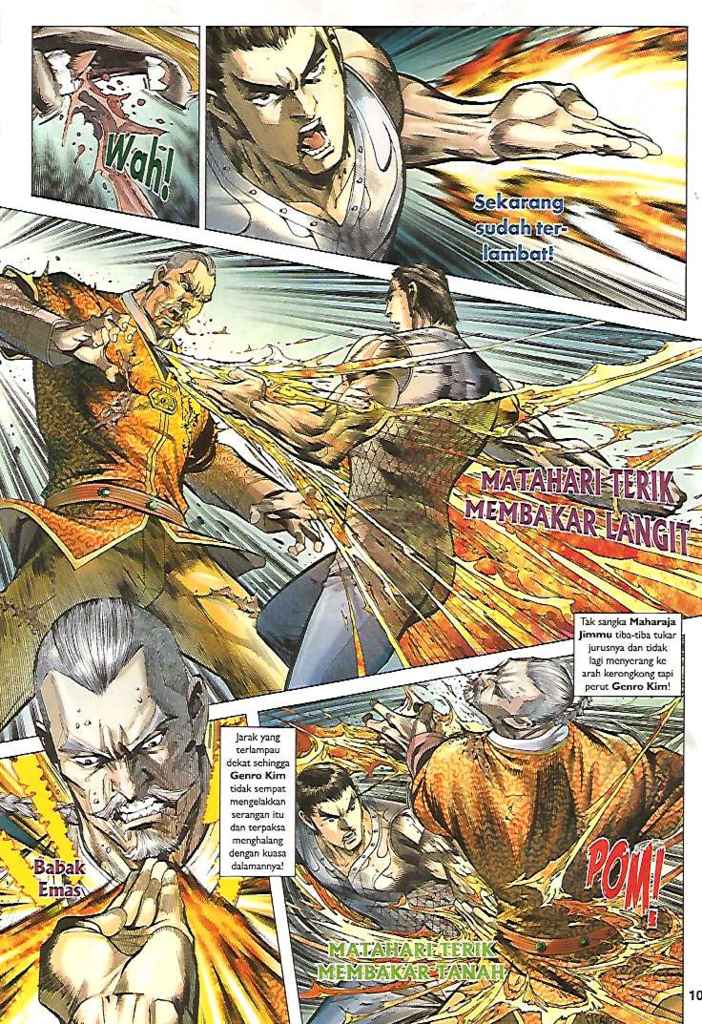 Wah!
Sekarang
sudah ter-
lambat!
MATAHARI TERIK
MEMBAKAR LANGIT
Tak sangka Maharaja
Jimmu tiba-tiba tukar
jurusnya dan tidak
lagi menyerang ke
arah kerongkong tapi
perut Genro Kim!
Jarak yang
terlampau
dekat sehingga
Genro Kim
tidak sempat
mengelakkan
serangan itu
dan terpaksa
menghalang
dengan kuasa
dalamannya!
Babak
Emas
POM!
MATAHARI TERIK
MEMBAKAR TANAH
10